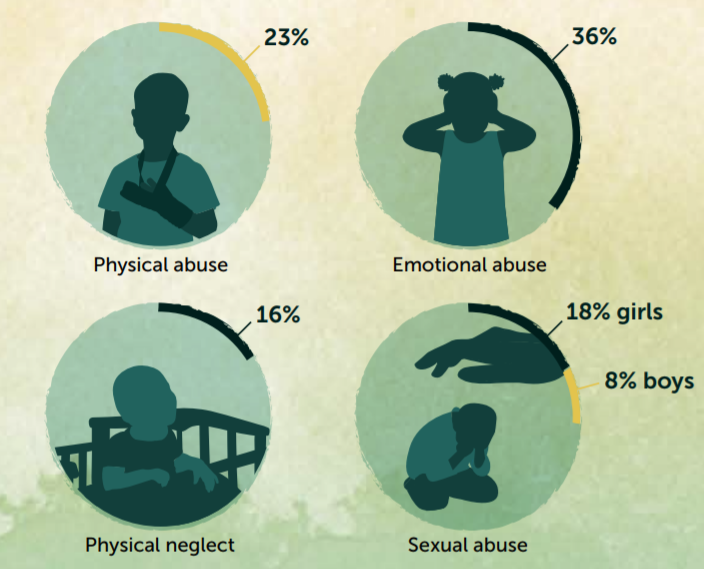 23%
Physical abuse
36%
Emotional abuse
16%
Physical neglect
18% girls
8% boys
Sexual abuse